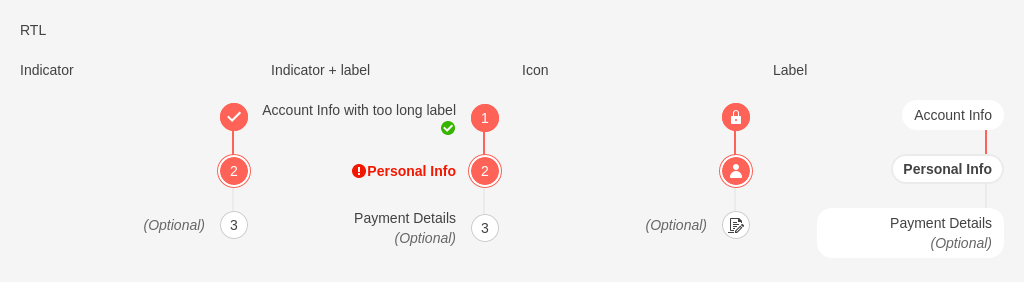 RTL
Indicator
Indicator + label
Icon
Label
2
(Optional)
3
Account Info with too long label
1
Personal Info
2
Payment Details
(Optional)
3
(Optional)
Account Info
Personal Info
Payment Details
(Optional)